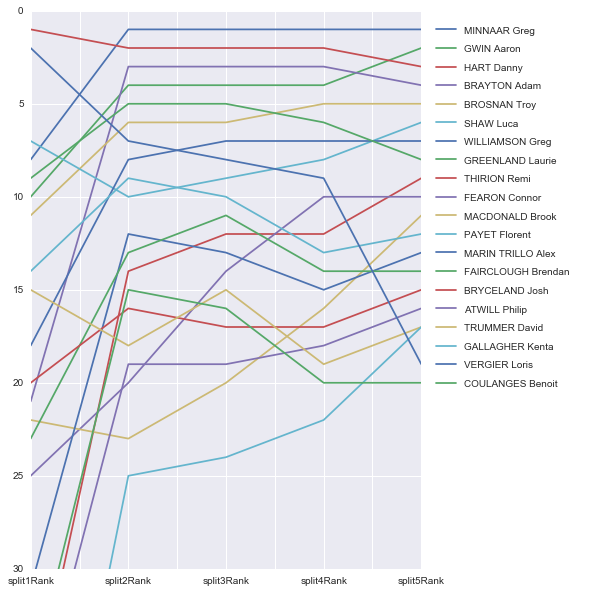 0
5
10
15
20
25
30
split1Rank split2Rank split3Rank split4Rank split5Rank
MINNAAR Greg
GWIN Aaron
HART Danny
BRAYTON Adam
BROSNAN Troy
SHAW Luca
WILLIAMSON Greg
GREENLAND Laurie
THIRION Remi
FEARON Connor
MACDONALD Brook
PAYET Florent
MARIN TRILLO Alex
FAIRCLOUGH Brendan
BRYCELAND Josh
ATWILL Philip
TRUMMER David
GALLAGHER Kenta
VERGIER Loris
COULANGES Benoit